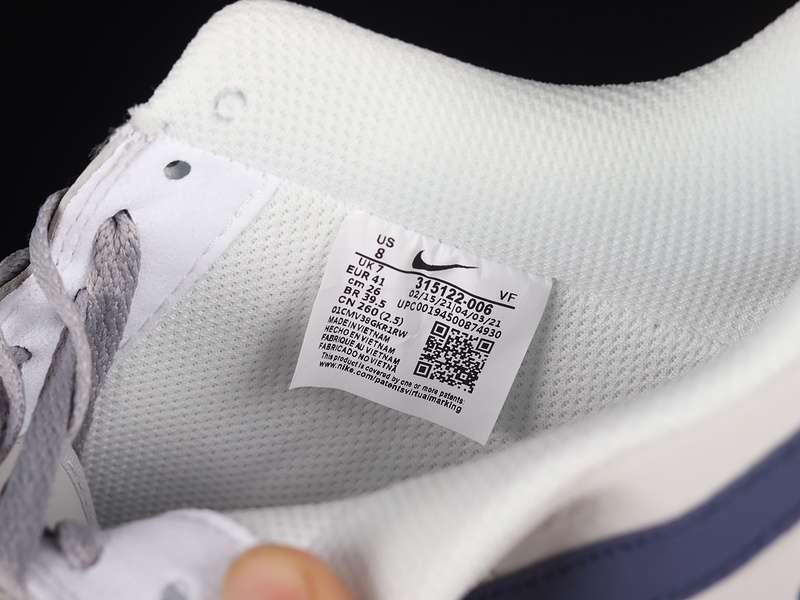 US
8
UK 7
EUR 41
cm 26
BR 39.5
CN 260 (2.5)
01CMV38GKR1RW
MADE IN VIETNAM
HECHO EN VIETNAM
FABRIQUE AU VIETNAM
FABRICADO NO VIETNÃ
This product is covered by one or more patents:
www.nike.com/patentsvirtualmarking
315122-006
VF
02/15/21|04/03/21
UPC00194500874930